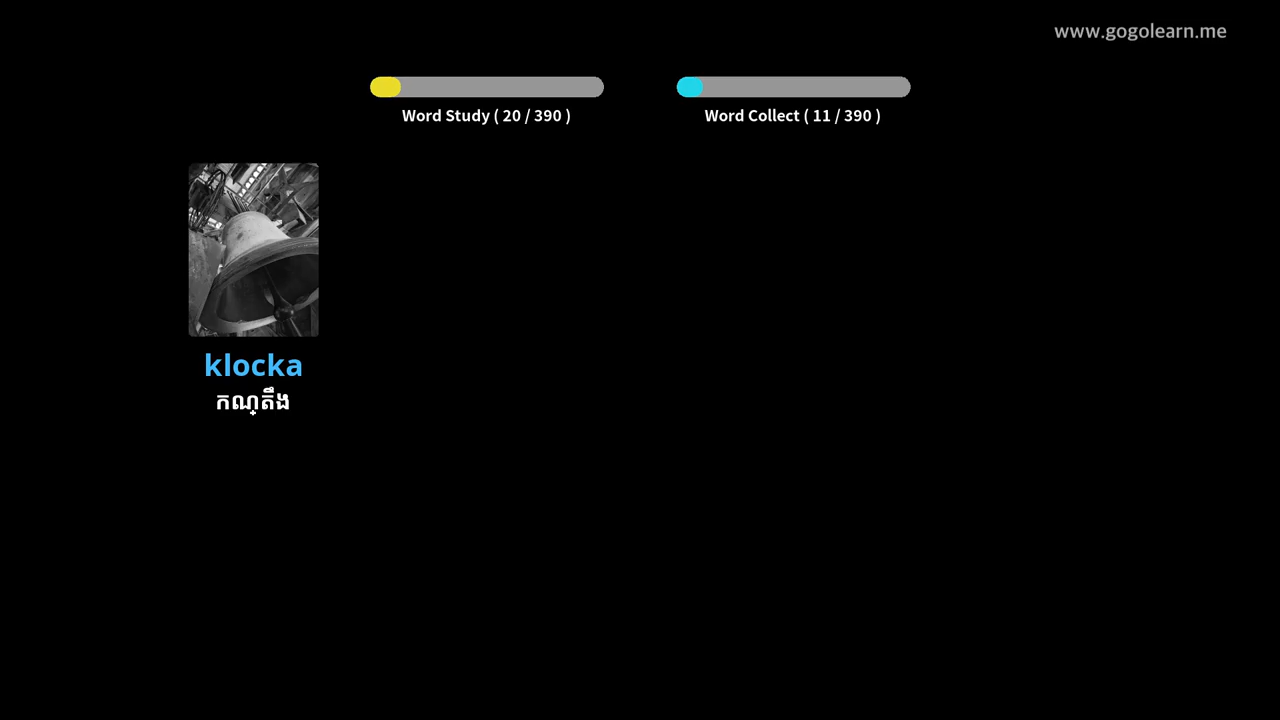 www.gogolearn.me
Word Study ( 20 / 390 )
Word Collect ( 11 / 390 )
klocka
កណ្តឹង